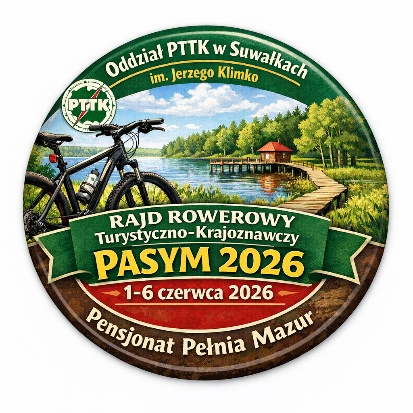 Oddział PTTK w Suwałkach
im. Jerzego Klimko
PTTK
RAJD ROWEROWY
Turystyczno-Krajoznawczy
PASYM 2026
1-6 czerwca 2026
Pensjonat Pełnia Mazur